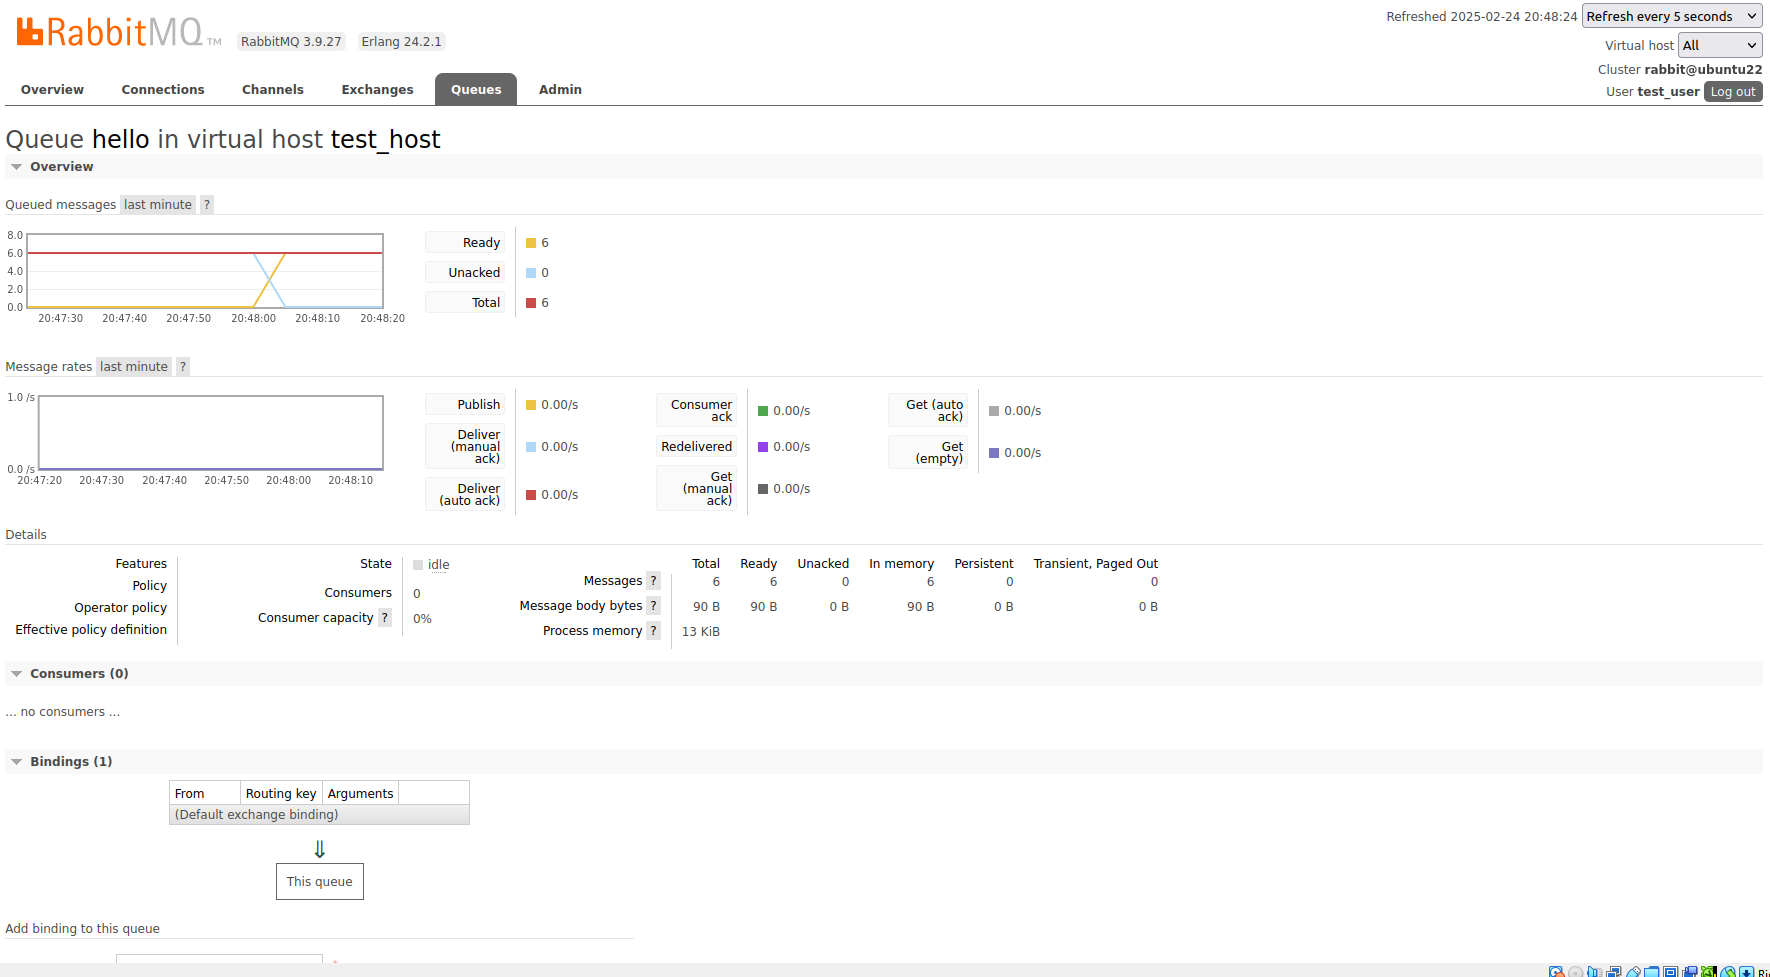 Refreshed 2025-02-24 20:48:24 Refresh every 5 seconds
RabbitMQ TM RabbitMQ 3.9.27 Erlang 24.2.1
Virtual host All
Cluster rabbit@ubuntu22
User test_user Log out
Overview Connections Channels Exchanges Queues Admin
Queue hello in virtual host test_host
Overview
Queued messages last minute ?
8.0
6.0
4.0
2.0
0.0
20:47:30 20:47:40 20:47:50 20:48:00 20:48:10 20:48:20
Ready 6
Unacked 0
Total 6
Message rates last minute ?
1.0 /s
0.0 /s
20:47:20 20:47:30 20:47:40 20:47:50 20:48:00 20:48:10
Publish 0.00/s
Deliver
(manual
ack) 0.00/s
Deliver
(auto ack) 0.00/s
Consumer
ack 0.00/s
Redelivered 0.00/s
Get
(manual
ack) 0.00/s
Get (auto
ack) 0.00/s
Get
(empty) 0.00/s
Details
Features
Policy
Operator policy
Effective policy definition
State idle
Consumers 0
Consumer capacity ? 0%
Total Ready Unacked In memory Persistent Transient, Paged Out
Messages ? 6 6 0 6 0 0
Message body bytes ? 90 B 90 B 0 B 90 B 0 B 0 B
Process memory ? 13 KiB
Consumers (0)
... no consumers ...
Bindings (1)
From Routing key Arguments
(Default exchange binding)
⇓
This queue
Add binding to this queue